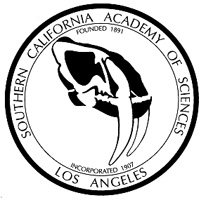 SOUTHERN CALIFORNIA ACADEMY OF SCIENCES
FOUNDED 1891
INCORPORATED 1907
LOS ANGELES